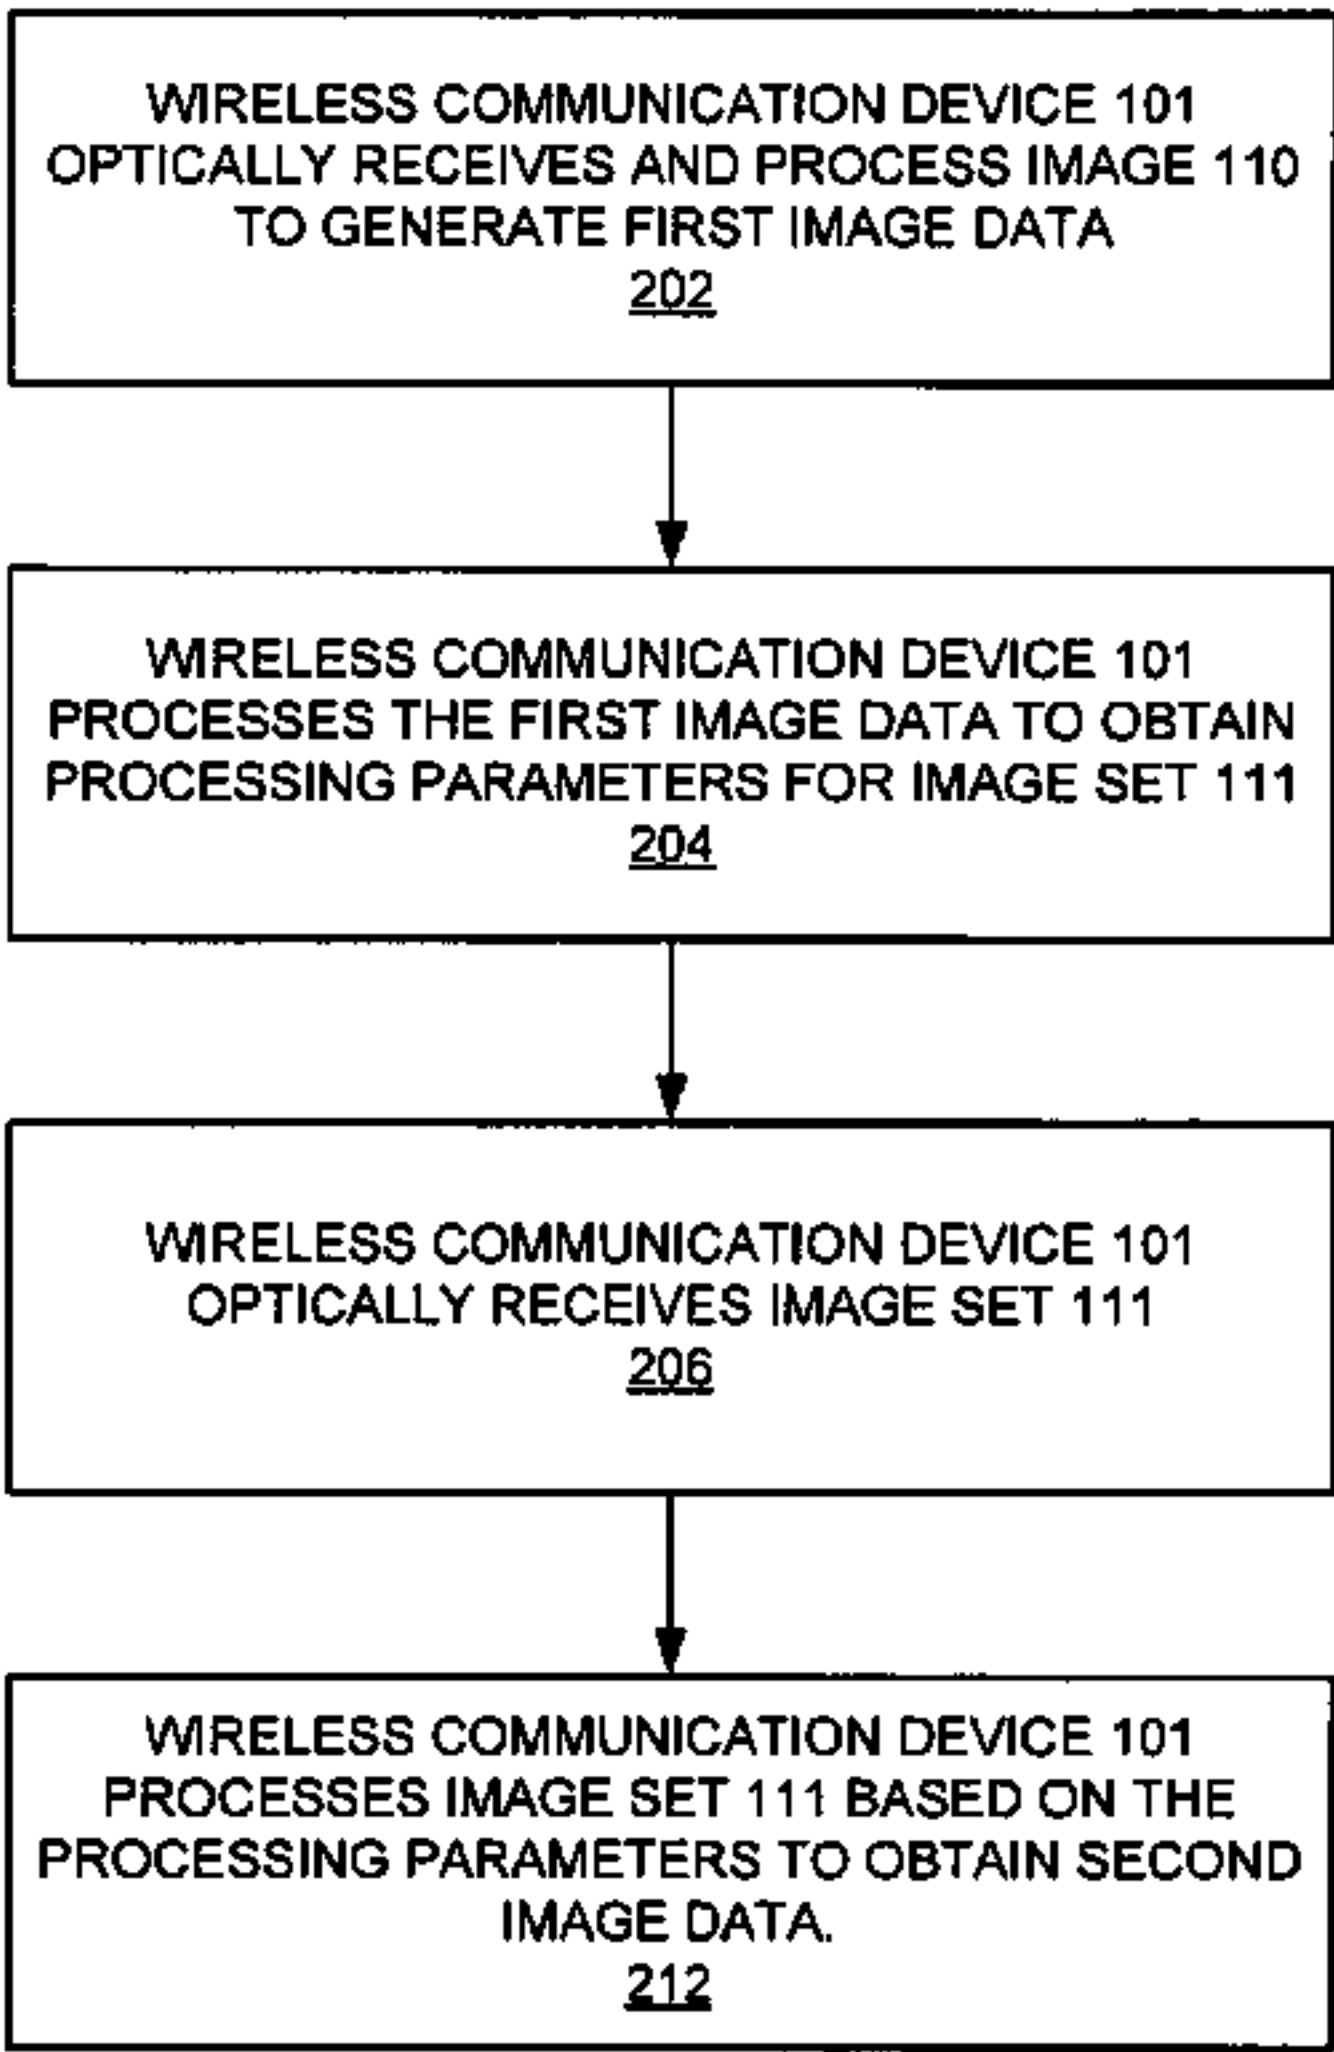 WIRELESS COMMUNICATION DEVICE 101
OPTICALLY RECEIVES AND PROCESS IMAGE 110
TO GENERATE FIRST IMAGE DATA
202
WIRELESS COMMUNICATION DEVICE 101
PROCESSES THE FIRST IMAGE DATA TO OBTAIN
PROCESSING PARAMETERS FOR IMAGE SET 111
204
WIRELESS COMMUNICATION DEVICE 101
OPTICALLY RECEIVES IMAGE SET 111
206
WIRELESS COMMUNICATION DEVICE 101
PROCESSES IMAGE SET 111 BASED ON THE
PROCESSING PARAMETERS TO OBTAIN SECOND
IMAGE DATA.
212